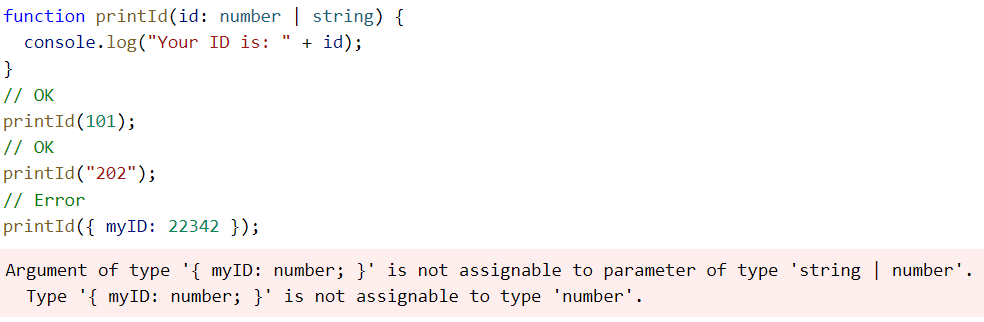 function printId(id: number | string) {
  console.log("Your ID is: " + id);
}
// OK
printId(101);
// OK
printId("202");
// Error
printId({ myID: 22342 });
Argument of type '{ myID: number; }' is not assignable to parameter of type 'string | number'.
  Type '{ myID: number; }' is not assignable to type 'number'.